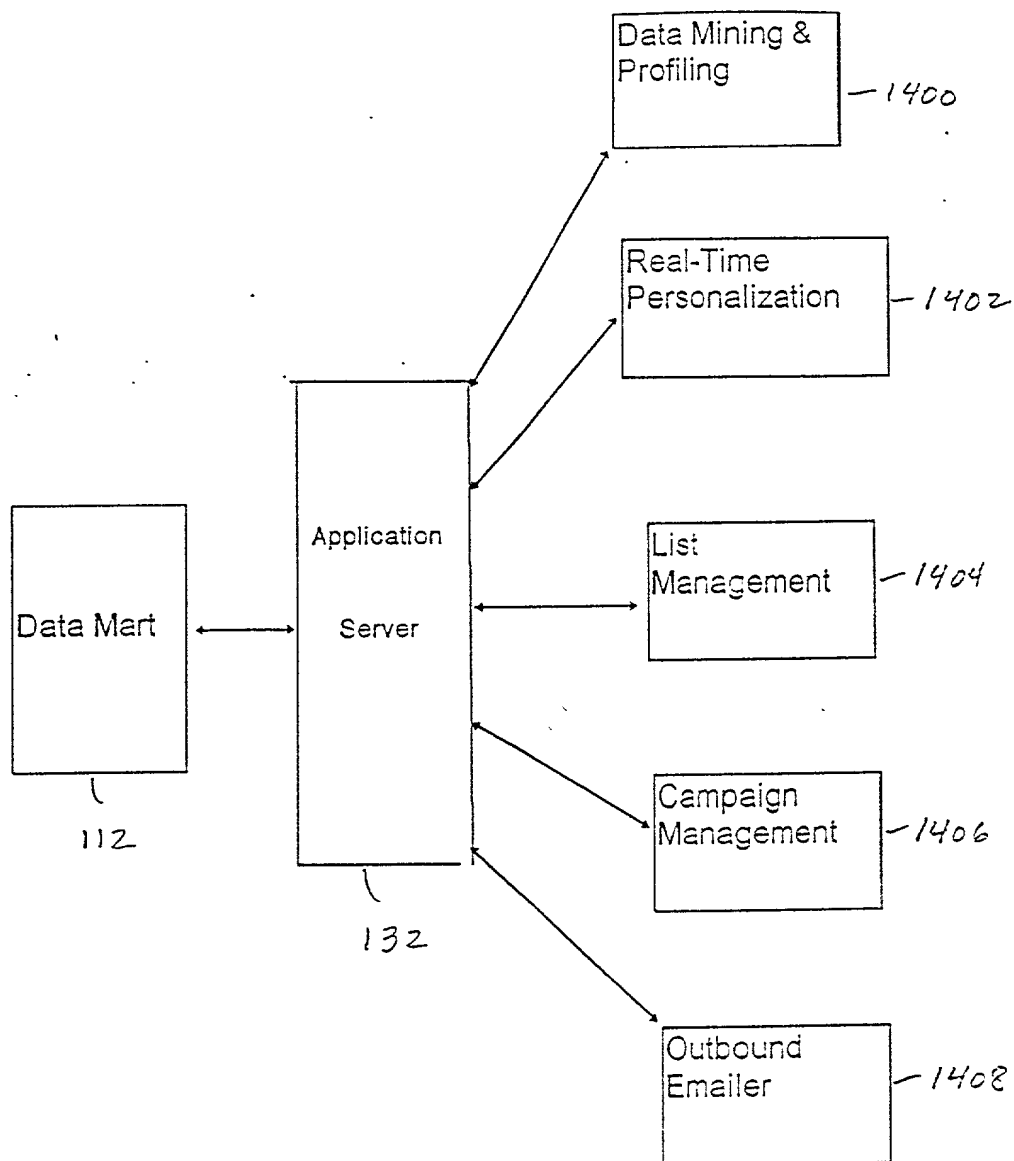 Data Mining &
Profiling
1400
Real-Time
Personalization
1402
Application
Server
List
Management
1404
Data Mart
112
Campaign
Management
1406
132
Outbound
Emailer
1408